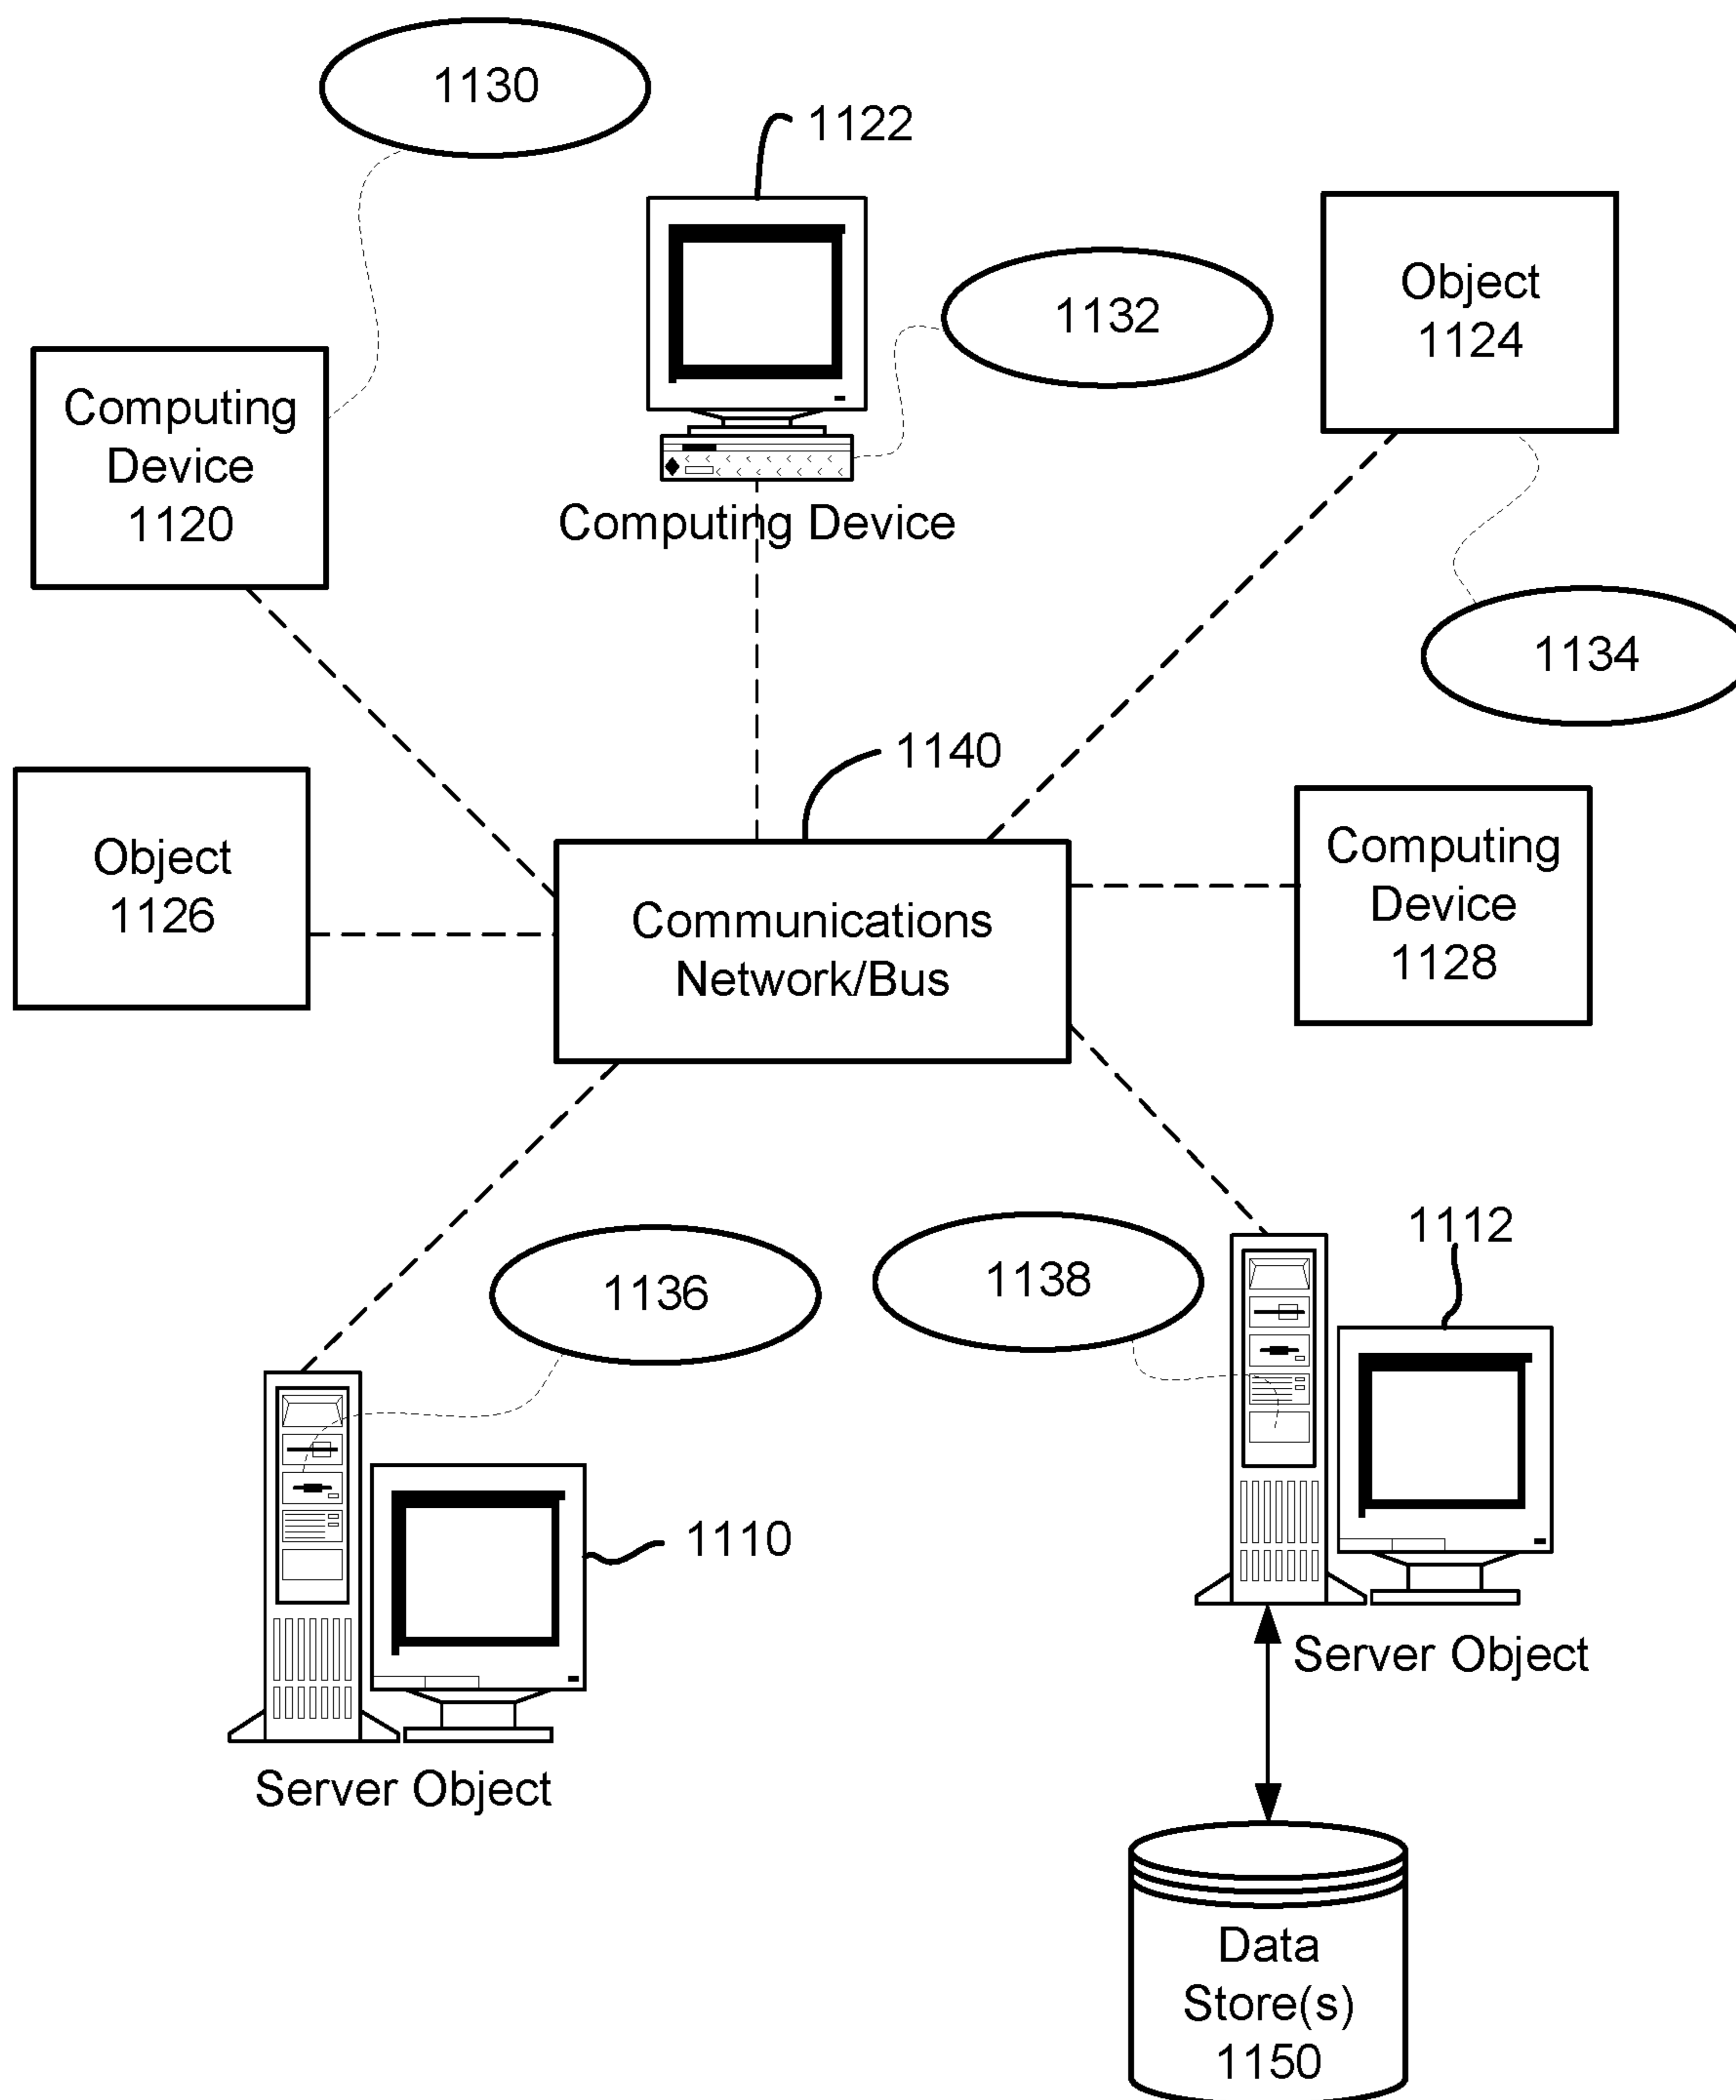 1130
1122
1132
Object
1124
Computing
Device
1120
Computing Device
1134
1140
Object
1126
Communications
Network/Bus
Computing
Device
1128
1136
1138
1112
1110
Server Object
Server Object
Data
Store(s)
1150